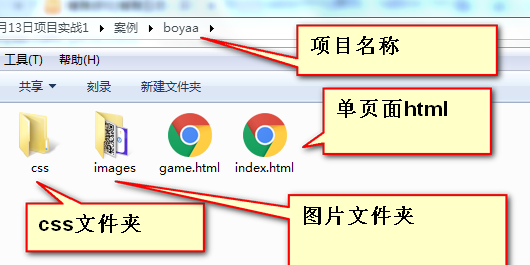 月13日项目实战1 ▸ 案例 ▸ boyaa ▸
项目名称
工具(T) 帮助(H)
共享 刻录 新建文件夹
单页面html
css images game.html index.html
css文件夹
图片文件夹